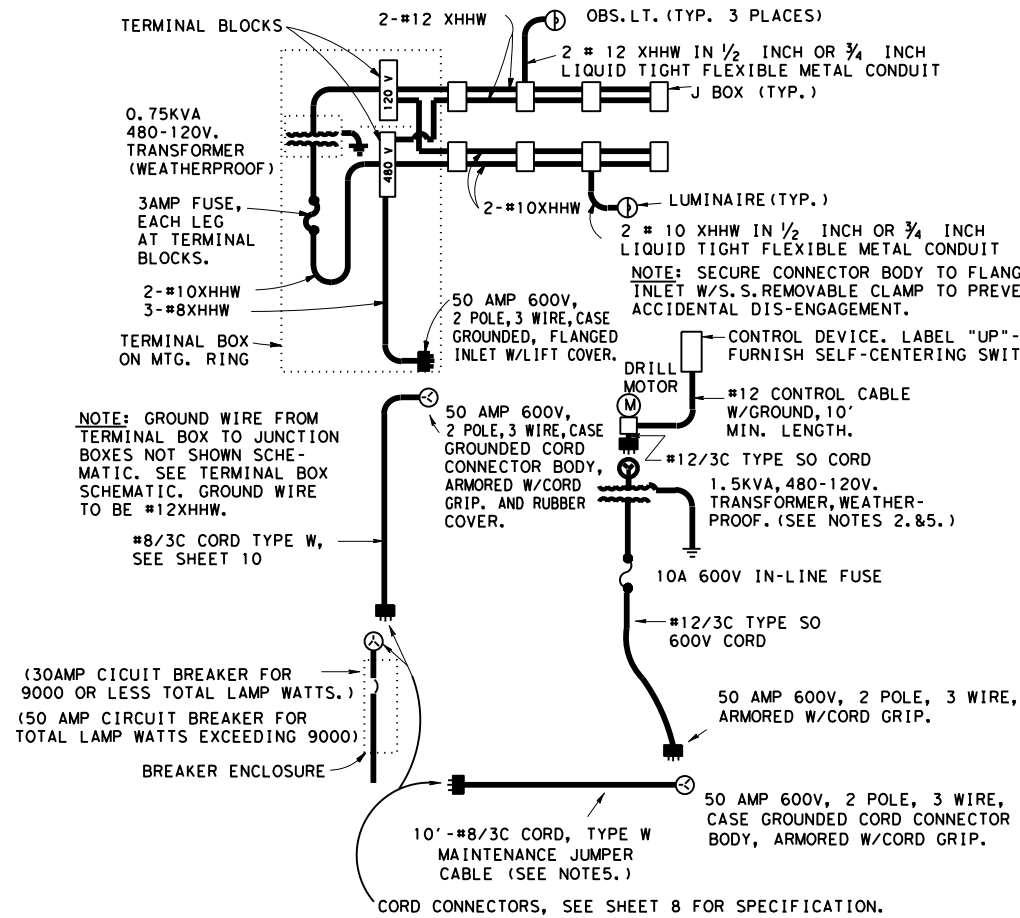 TERMINAL BLOCKS
2-#12 XHHW
OBS.LT.(TYP. 3 PLACES)
2 # 12 XHHW IN ½ INCH OR ¾ INCH
LIQUID TIGHT FLEXIBLE METAL CONDUIT
J BOX (TYP.)
120 V
0.75KVA
480-120V.
TRANSFORMER
(WEATHERPROOF)
480 V
3AMP FUSE,
EACH LEG
AT TERMINAL
BLOCKS.
2-#10XHHW
LUMINAIRE(TYP.)
2 # 10 XHHW IN ½ INCH OR ¾ INCH
LIQUID TIGHT FLEXIBLE METAL CONDUIT
NOTE: SECURE CONNECTOR BODY TO FLANG
INLET W/S.S.REMOVABLE CLAMP TO PREVE
ACCIDENTAL DIS-ENGAGEMENT.
2-#10XHHW
3-#8XHHW
TERMINAL BOX
ON MTG. RING
50 AMP 600V,
2 POLE,3 WIRE,CASE
GROUNDED, FLANGED
INLET W/LIFT COVER.
CONTROL DEVICE. LABEL "UP"-
FURNISH SELF-CENTERING SWIT
DRILL
MOTOR
M
#12 CONTROL CABLE
W/GROUND,10'
MIN. LENGTH.
NOTE: GROUND WIRE FROM
TERMINAL BOX TO JUNCTION
BOXES NOT SHOWN SCHE-
MATIC. SEE TERMINAL BOX
SCHEMATIC. GROUND WIRE
TO BE #12XHHW.
50 AMP 600V,
2 POLE,3 WIRE,CASE
GROUNDED CORD
CONNECTOR BODY,
ARMORED W/CORD
GRIP. AND RUBBER
COVER.
#12/3C TYPE SO CORD
1.5KVA,480-120V.
TRANSFORMER,WEATHER-
PROOF.(SEE NOTES 2.&5.)
#8/3C CORD TYPE W,
SEE SHEET 10
10A 600V IN-LINE FUSE
#12/3C TYPE SO
600V CORD
(30AMP CICUIT BREAKER FOR
9000 OR LESS TOTAL LAMP WATTS.)
(50 AMP CIRCUIT BREAKER FOR
TOTAL LAMP WATTS EXCEEDING 9000)
BREAKER ENCLOSURE
50 AMP 600V, 2 POLE, 3 WIRE,
ARMORED W/CORD GRIP.
10'-#8/3C CORD, TYPE W
MAINTENANCE JUMPER
CABLE (SEE NOTE5.)
50 AMP 600V, 2 POLE, 3 WIRE,
CASE GROUNDED CORD CONNECTOR
BODY, ARMORED W/CORD GRIP.
CORD CONNECTORS, SEE SHEET 8 FOR SPECIFICATION.